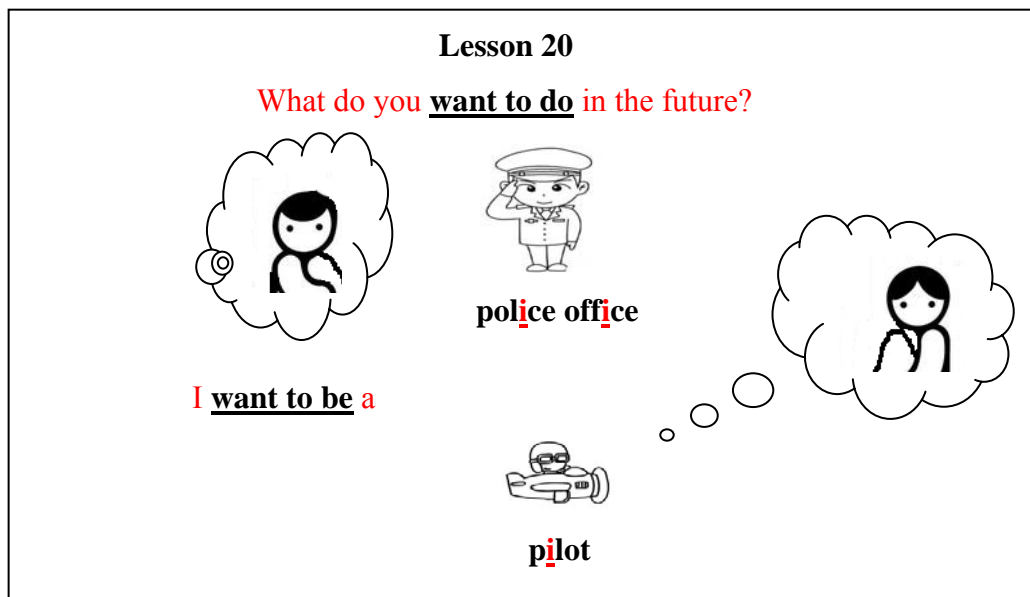 Lesson 20
What do you want to do in the future?
police office
I want to be a
pilot